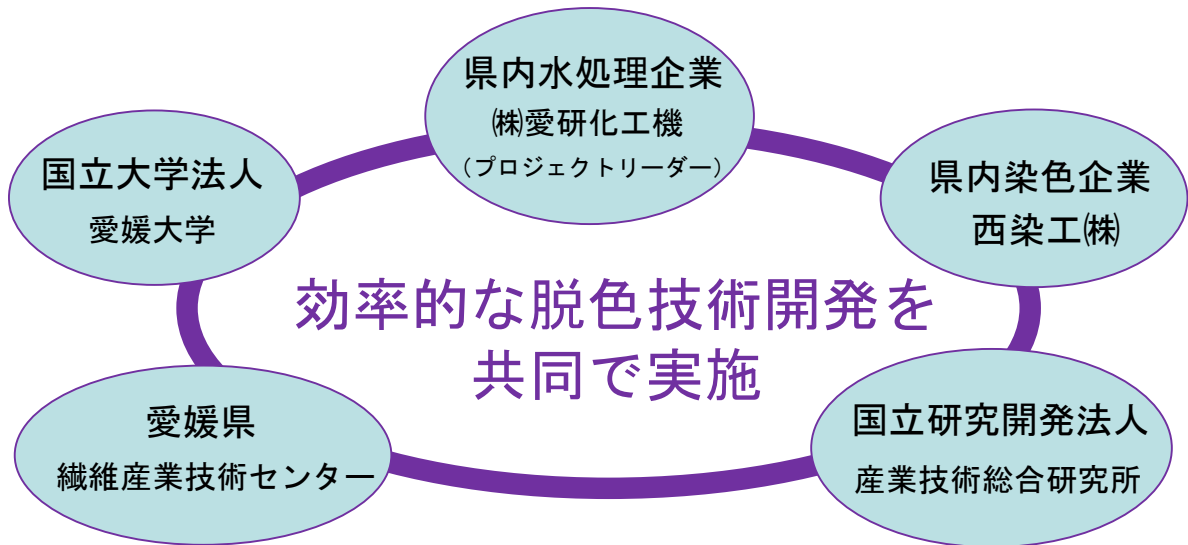 県内水処理企業
㈱愛研化工機
（プロジェクトリーダー）
国立大学法人
愛媛大学
県内染色企業
西染工㈱
効率的な脱色技術開発を
共同で実施
愛媛県
繊維産業技術センター
国立研究開発法人
産業技術総合研究所